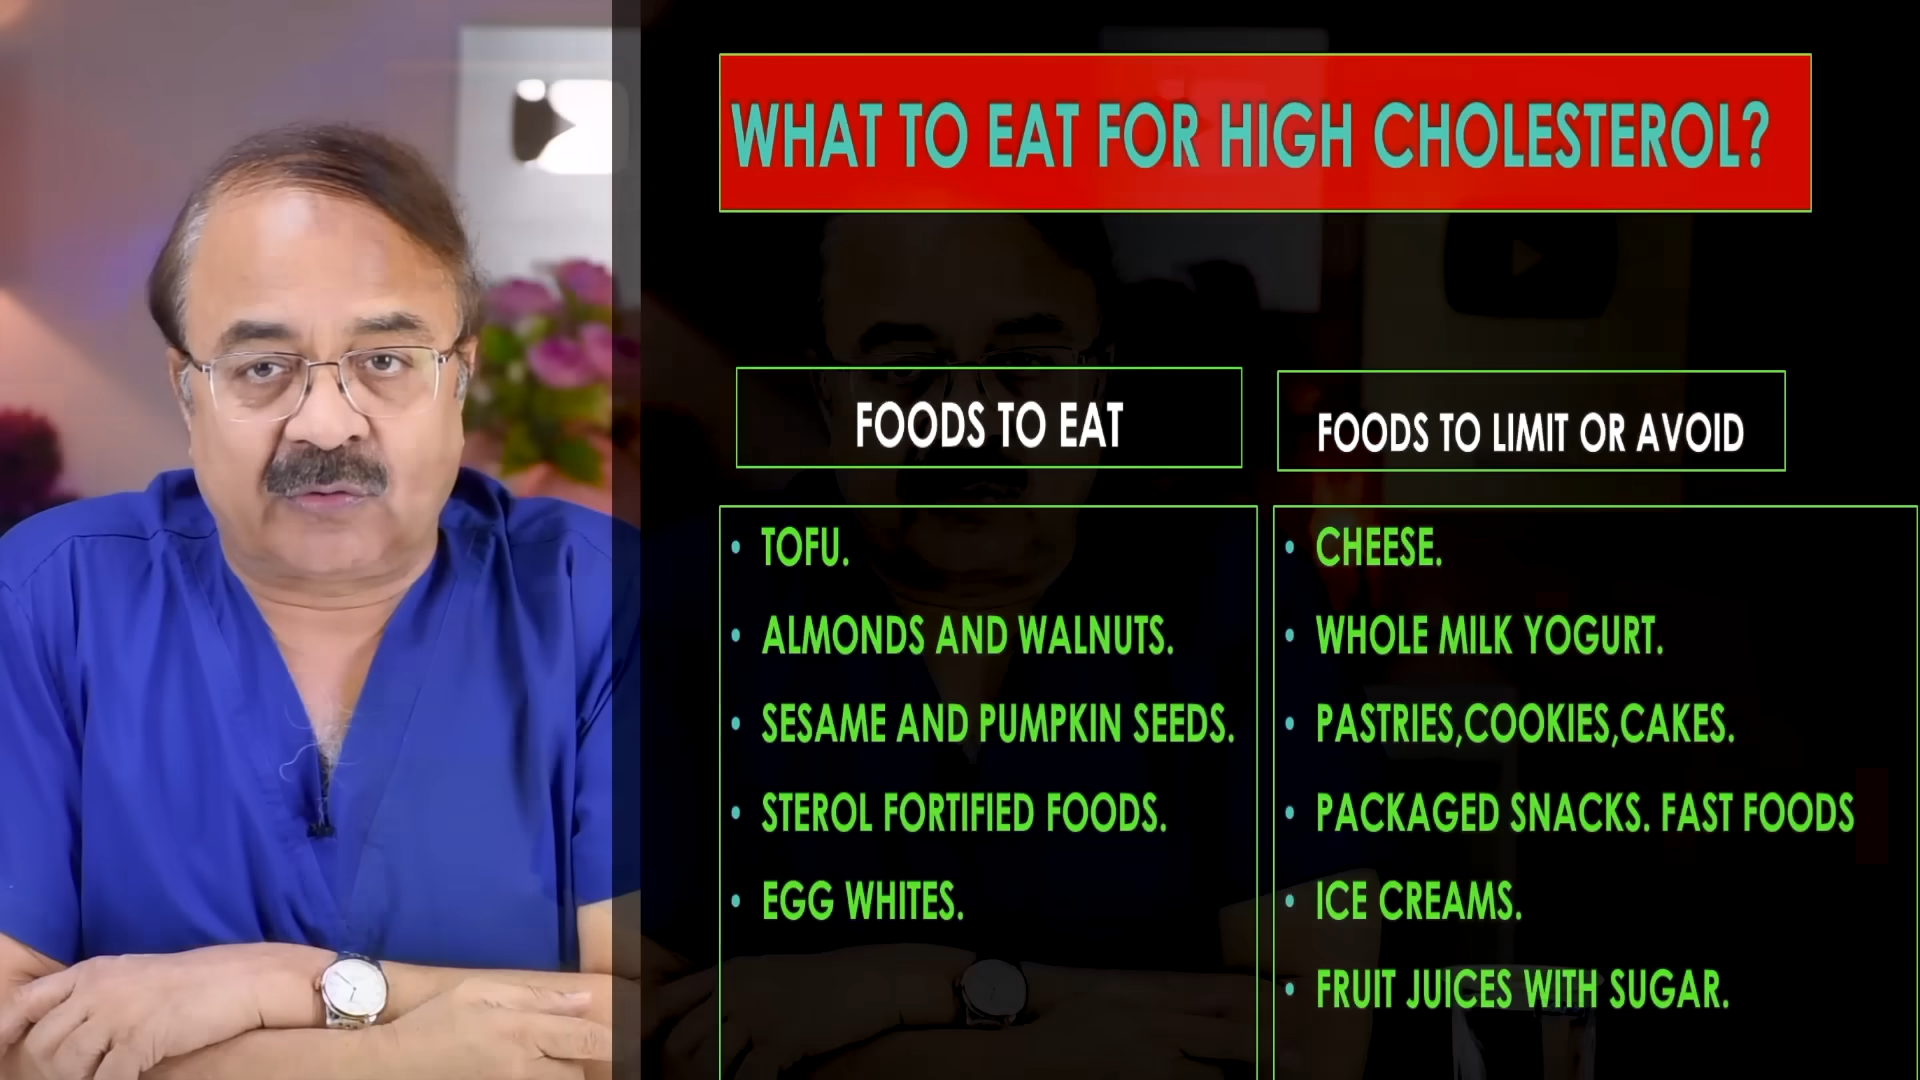 WHAT TO EAT FOR HIGH CHOLESTEROL?
FOODS TO EAT
• TOFU.
• ALMONDS AND WALNUTS.
• SESAME AND PUMPKIN SEEDS.
• STEROL FORTIFIED FOODS.
• EGG WHITES.
FOODS TO LIMIT OR AVOID
• CHEESE.
• WHOLE MILK YOGURT.
• PASTRIES,COOKIES,CAKES.
• PACKAGED SNACKS. FAST FOODS
• ICE CREAMS.
• FRUIT JUICES WITH SUGAR.